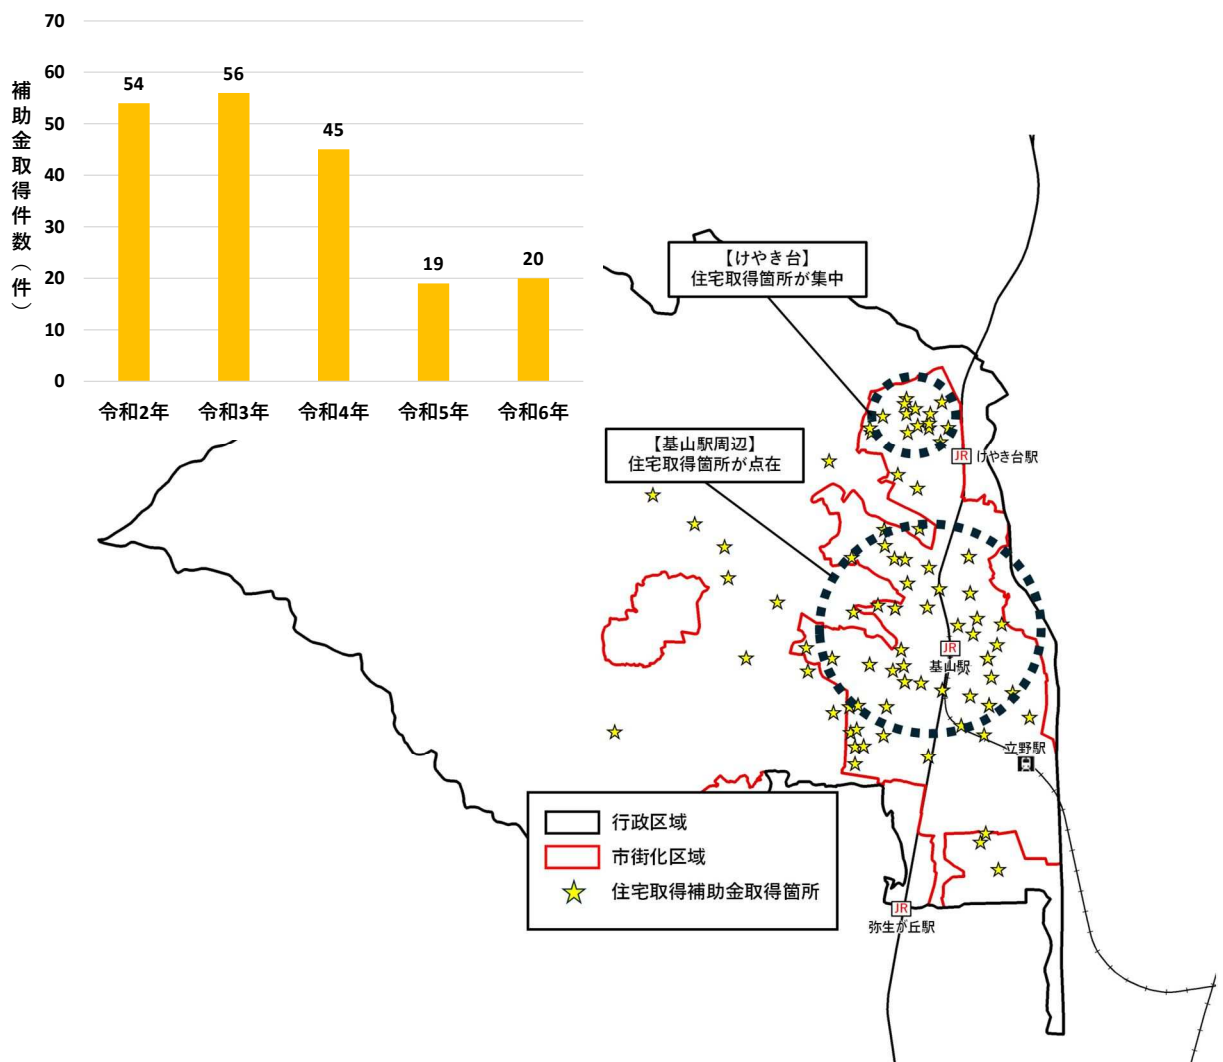 補助金取得件数（件）
70
60
50
40
30
20
10
0
54
56
45
19
20
令和2年
令和3年
令和4年
令和5年
令和6年
【けやき台】
住宅取得箇所が集中
【基山駅周辺】
住宅取得箇所が点在
JR けやき台駅
JR
基山駅
立野駅
行政区域
市街化区域
住宅取得補助金取得箇所
JR
弥生が丘駅